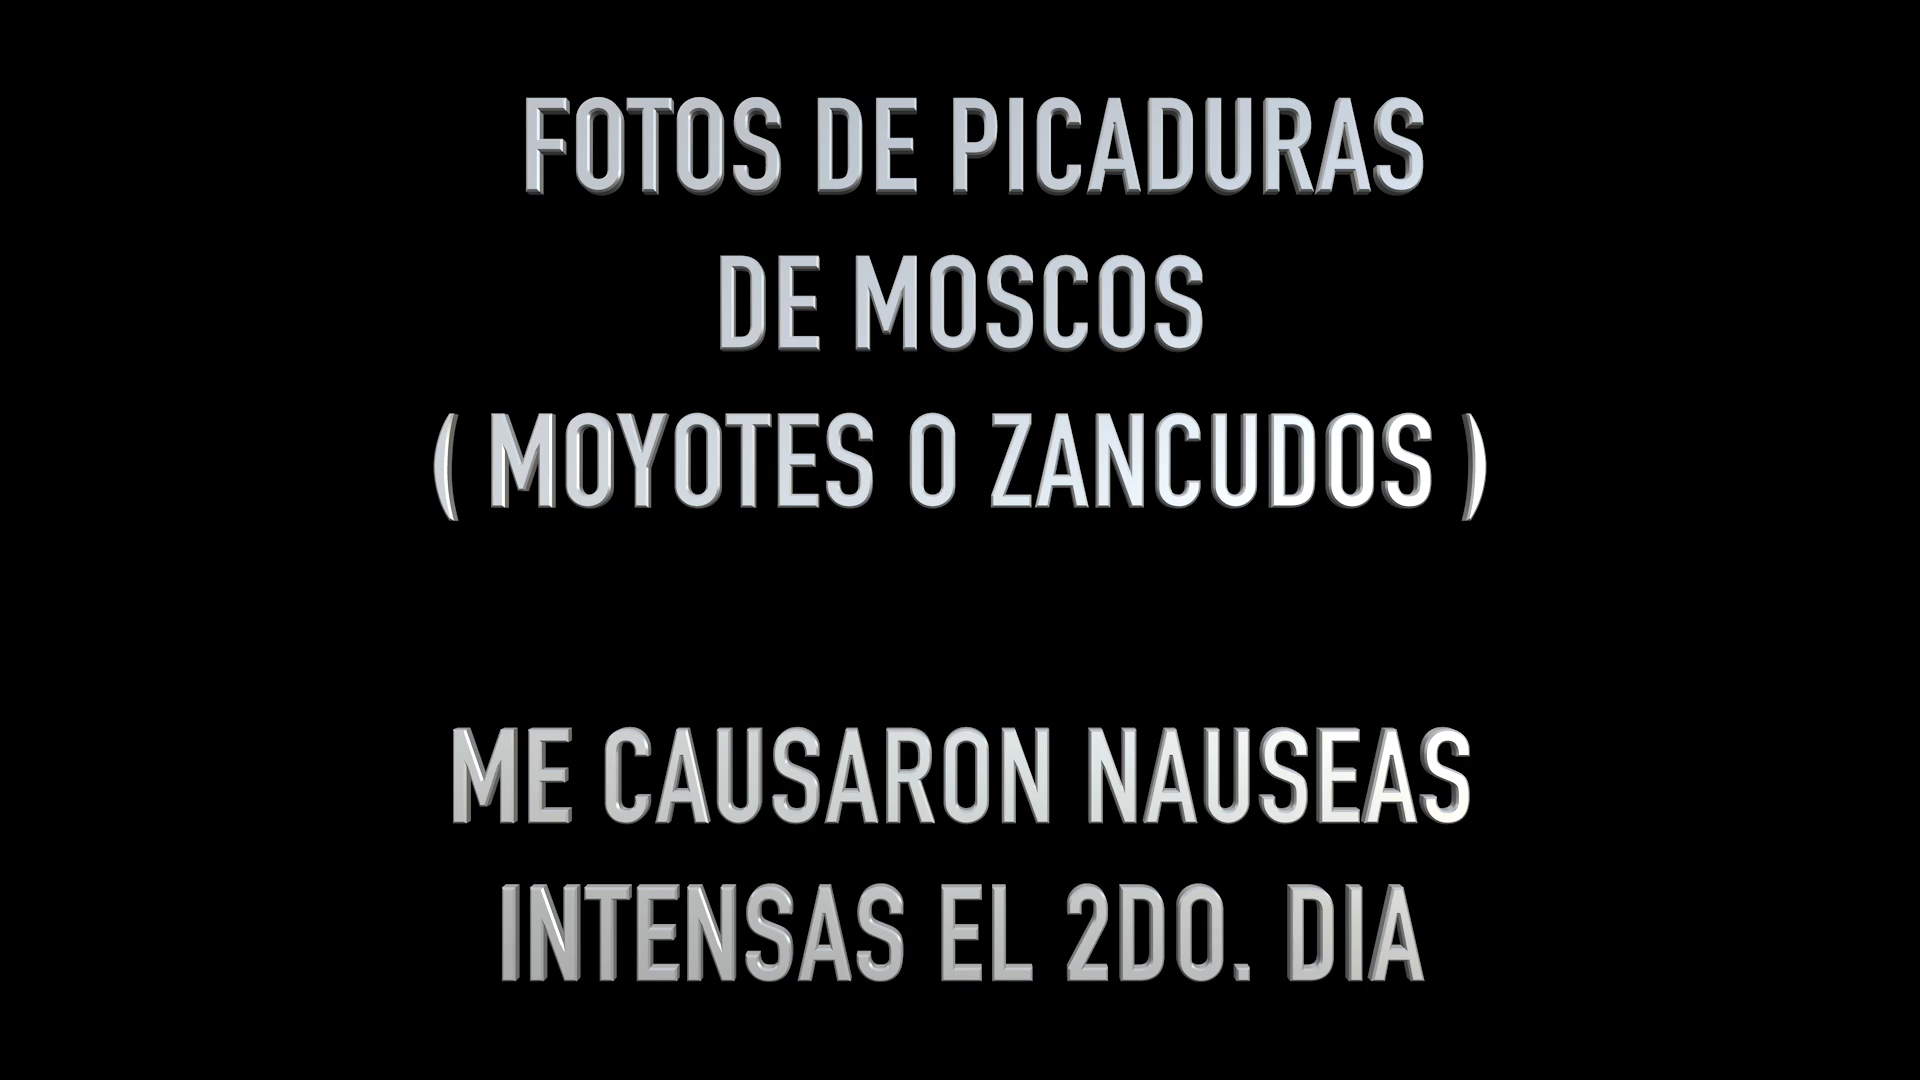 FOTOS DE PICADURAS
DE MOSCOS
( MOYOTES O ZANCUDOS )
ME CAUSARON NAUSEAS
INTENSAS EL 2DO. DIA